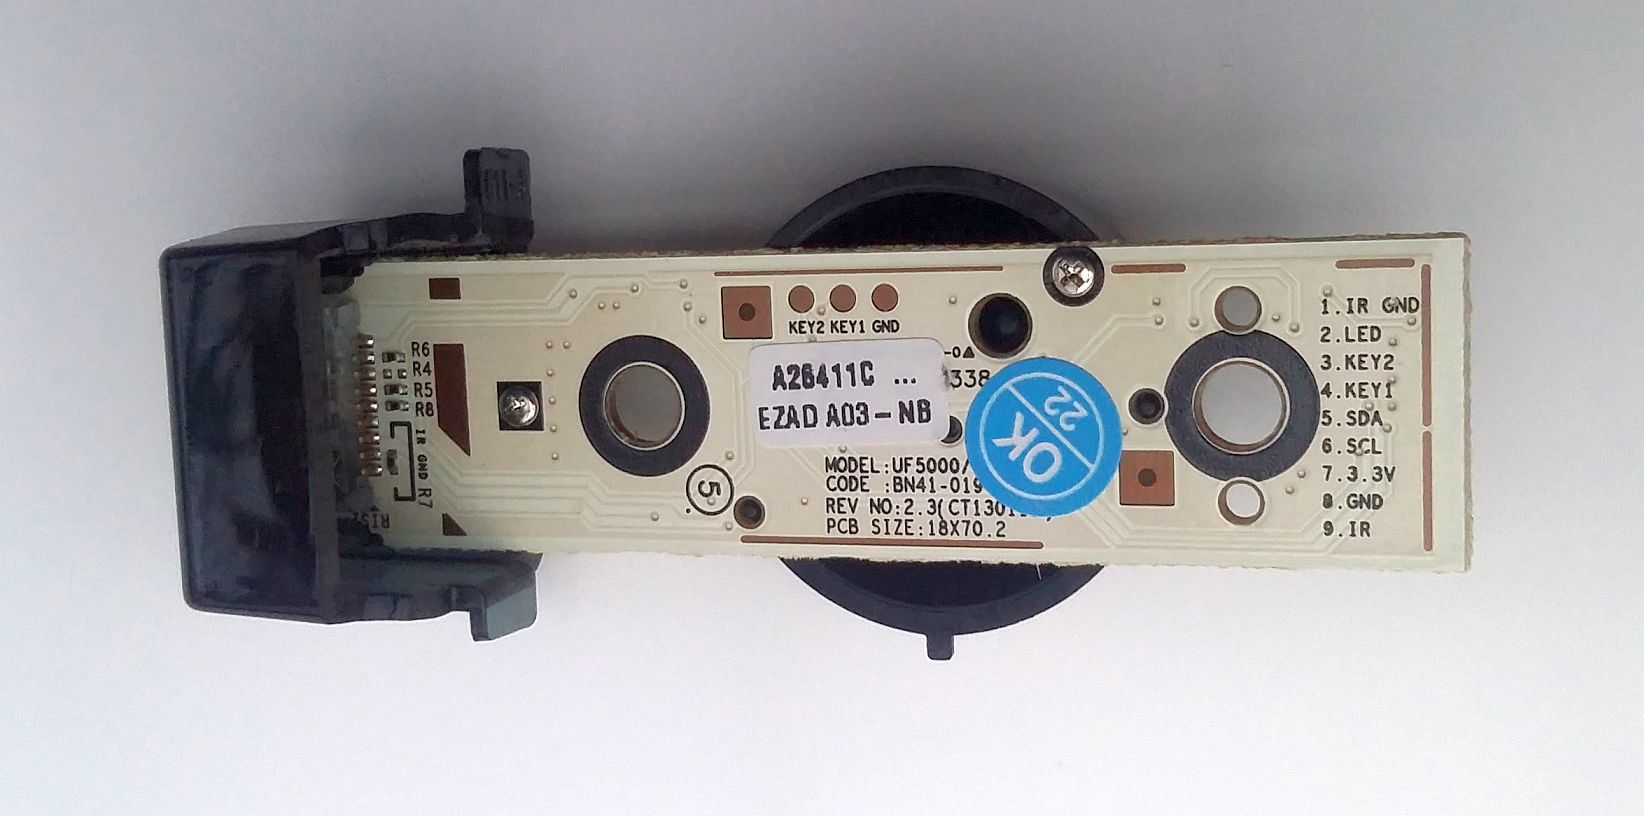 R6
R4
R5
R8
IR GND
R7
KEY2 KEY1 GND
A26411C ...
EZAD A03-NB
OK
22
5
MODEL:UF5000/
CODE :BN41-019
REV NO:2.3(CT1301
PCB SIZE:18X70.2
1.IR GND
2.LED
3.KEY2
4.KEY1
5.SDA
6.SCL
7.3.3V
8.GND
9.IR